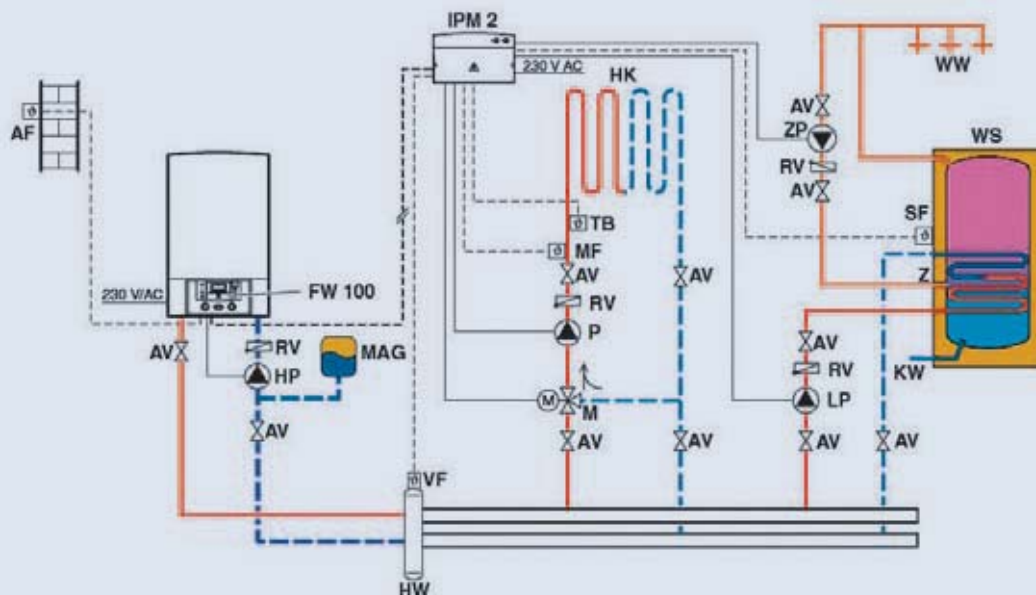 IPM 2
230 V AC
HK
WW
AV
ZP
RV
AV
WS
AF
SF
TB
MF
Z
AV
AV
230 V/AC
FW 100
RV
P
AV
RV
MAG
HP
AV
RV
KW
AV
M
M
LP
AV
AV
AV
AV
VF
HW